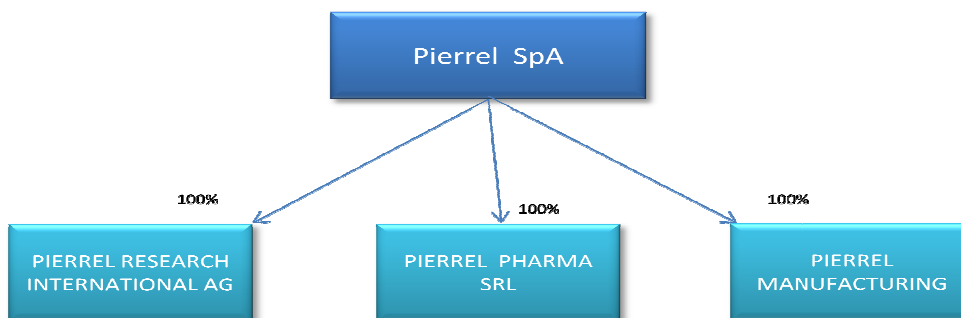 Pierrel SpA
100%
100%
100%
PIERREL RESEARCH
INTERNATIONAL AG
PIERREL PHARMA
SRL
PIERREL
MANUFACTURING